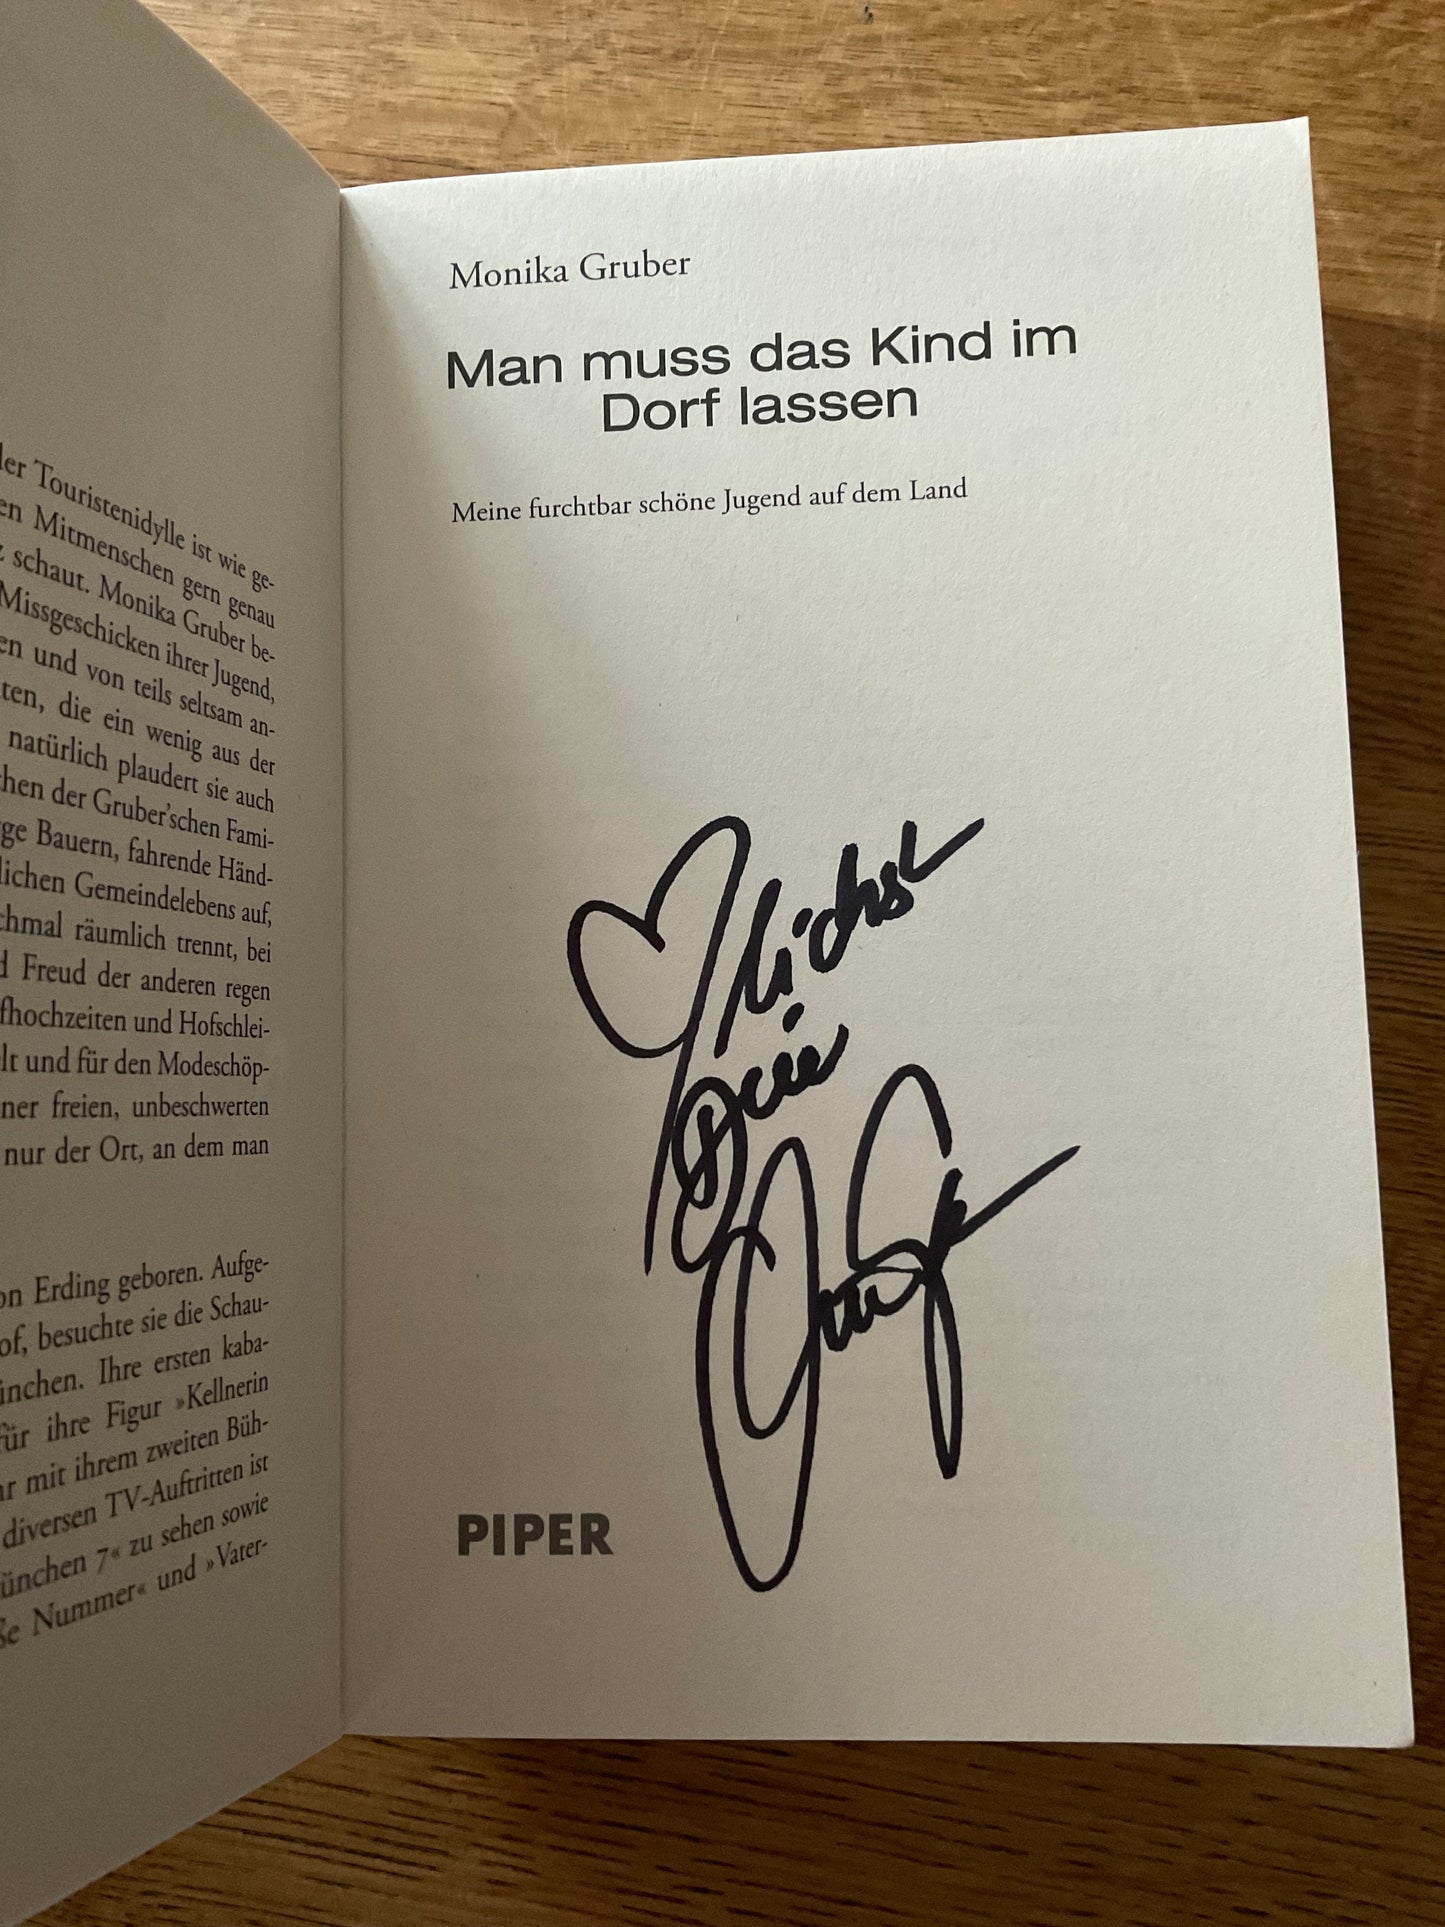 der Touristenidylle ist wie ge-
en Mitmenschen gern genau
z schaut. Monika Gruber be-
Missgeschicken ihrer Jugend,
en und von teils seltsam an-
ten, die ein wenig aus der
natürlich plaudert sie auch
chen der Gruber'schen Fami-
ge Bauern, fahrende Händ-
lichen Gemeindelebens auf,
chmal räumlich trennt, bei
d Freud der anderen regen
fhochzeiten und Hofschlei-
lt und für den Modeschöp-
ner freien, unbeschwerten
nur der Ort, an dem man
on Erding geboren. Aufge-
of, besuchte sie die Schau-
ünchen. Ihre ersten kaba-
für ihre Figur »Kellnerin
ar mit ihrem zweiten Büh-
diversen TV-Auftritten ist
ünchen 7« zu sehen sowie
ße Nummer« und »Vater-
Monika Gruber
Man muss das Kind im
Dorf lassen
Meine furchtbar schöne Jugend auf dem Land
♥lichst
PIPER